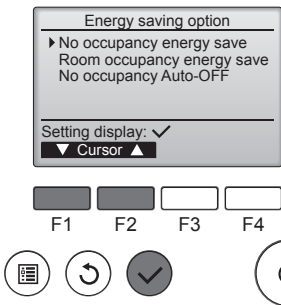 Energy saving option
No occupancy energy save
Room occupancy energy save
No occupancy Auto-OFF
Setting display: ✓
▼ Cursor ▲
F1 F2 F3 F4